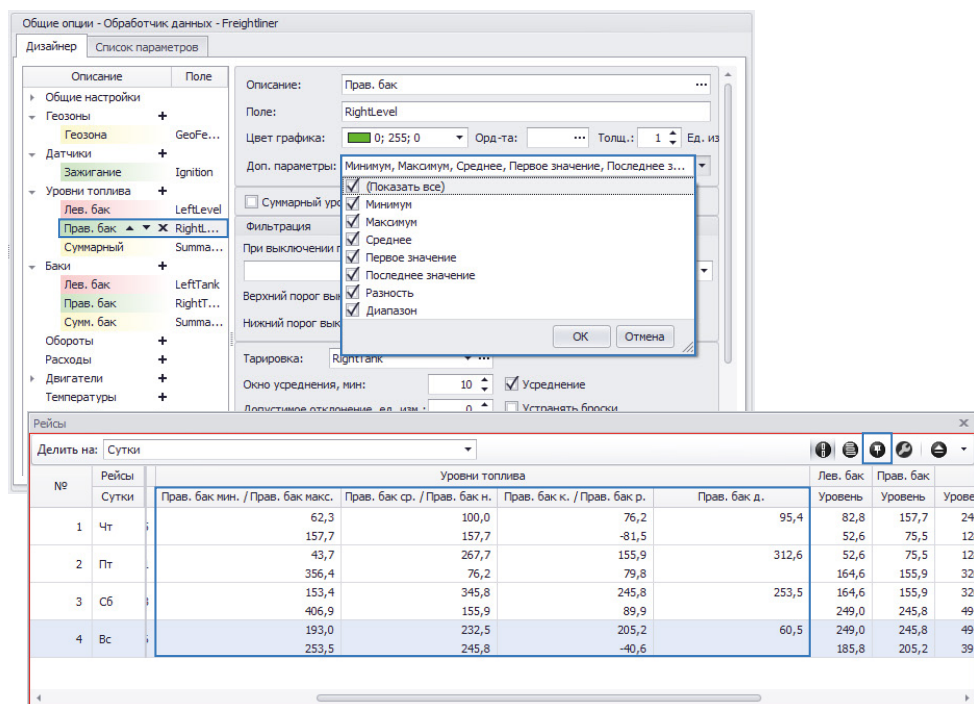 Общие опции - Обработчик данных - Freightliner
Дизайнер Список параметров
Описание Поле
Общие настройки
Геозоны +
Геозона GeoFe...
Датчики +
Зажигание Ignition
Уровни топлива +
Лев. бак LeftLevel
Прав. бак RightL...
Суммарный Summa...
Баки +
Лев. бак LeftTank
Прав. бак RightT...
Сумм. бак Summa...
Обороты +
Расходы +
Двигатели +
Температуры +
Описание: Прав. бак ...
Поле: RightLevel
Цвет графика: 0; 255; 0 Орд-та: ... Толщ.: 1 Ед. из
Доп. параметры: Минимум, Максимум, Среднее, Первое значение, Последнее з...
(Показать все)
Минимум
Максимум
Среднее
Первое значение
Последнее значение
Разность
Диапазон
ОК Отмена
Суммарный уро
Фильтрация
При выключении
Верхний порог вык
Нижний порог вык
Тарировка: RightTank ...
Окно усреднения, мин: 10 Усреднение
Допустимое отклонение, ед. изм.: 0 Устранять броски
Рейсы
Делить на: Сутки
№ Рейсы Уровни топлива Лев. бак Прав. бак
Сутки Прав. бак мин. / Прав. бак макс. Прав. бак ср. / Прав. бак н. Прав. бак к. / Прав. бак р. Прав. бак д. Уровень Уровень Уровe
1 Чт 62,3 100,0 76,2 95,4 82,8 157,7 24
157,7 157,7 -81,5 52,6 75,5 12
2 Пт 43,7 267,7 155,9 312,6 52,6 75,5 12
356,4 76,2 79,8 164,6 155,9 32
3 Сб 153,4 345,8 245,8 253,5 164,6 155,9 32
406,9 155,9 89,9 249,0 245,8 49
4 Вс 193,0 232,5 205,2 60,5 249,0 245,8 49
253,5 245,8 -40,6 185,8 205,2 39